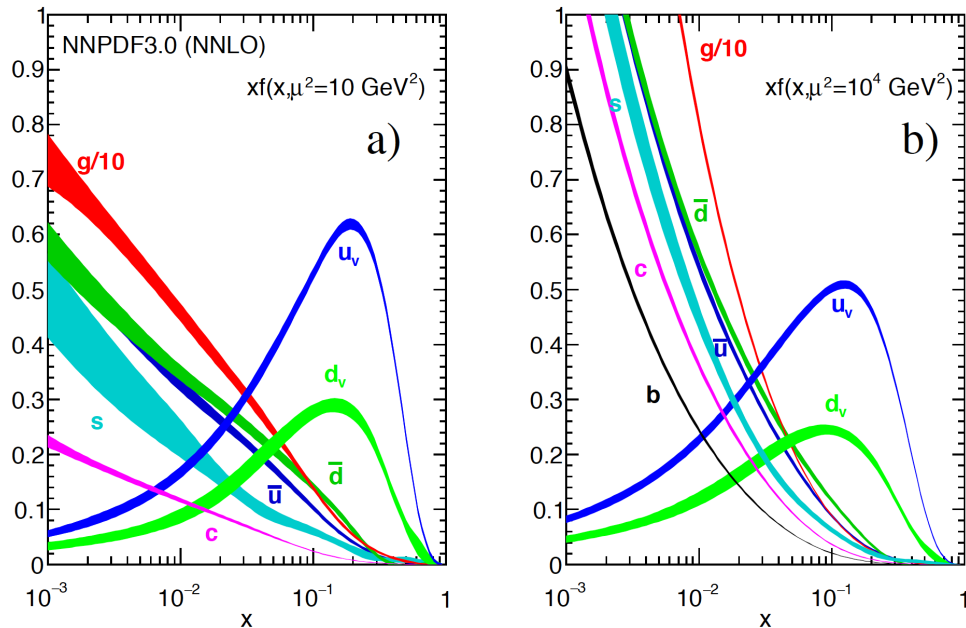 NNPDF3.0 (NNLO)
xf(x,μ²=10 GeV²)
a)
g/10
u_v
d_v
s
d̅
u̅
c
1
0.9
0.8
0.7
0.6
0.5
0.4
0.3
0.2
0.1
0
10⁻³
10⁻²
10⁻¹
1
x
g/10
xf(x,μ²=10⁴ GeV²)
b)
s
d̅
c
u_v
u̅
b
d_v
1
0.9
0.8
0.7
0.6
0.5
0.4
0.3
0.2
0.1
0
10⁻³
10⁻²
10⁻¹
1
x